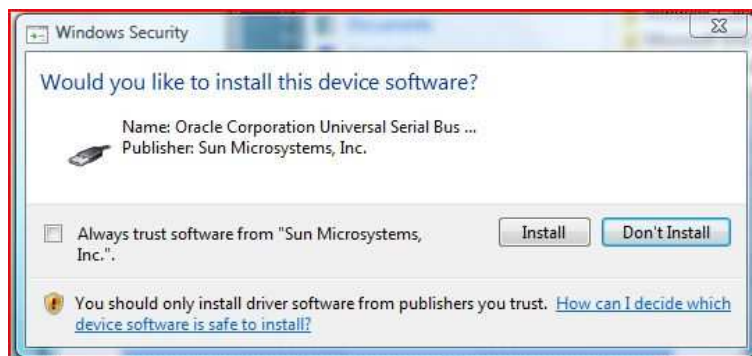 Windows Security
Would you like to install this device software?
Name: Oracle Corporation Universal Serial Bus ...
Publisher: Sun Microsystems, Inc.
Always trust software from "Sun Microsystems,
Inc.".
Install
Don't Install
You should only install driver software from publishers you trust. How can I decide which
device software is safe to install?